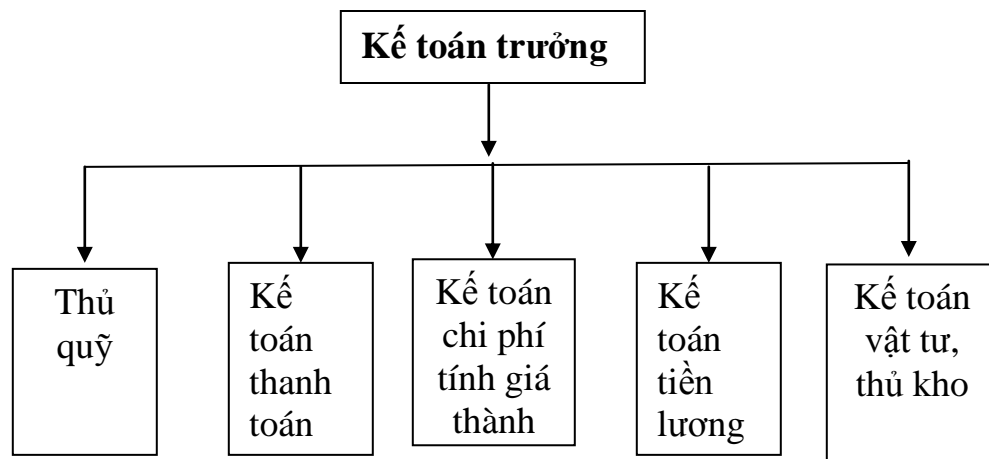 Kế toán trưởng
Thủ
quỹ
Kế
toán
thanh
toán
Kế toán
chi phí
tính giá
thành
Kế
toán
tiền
lương
Kế toán
vật tư,
thủ kho